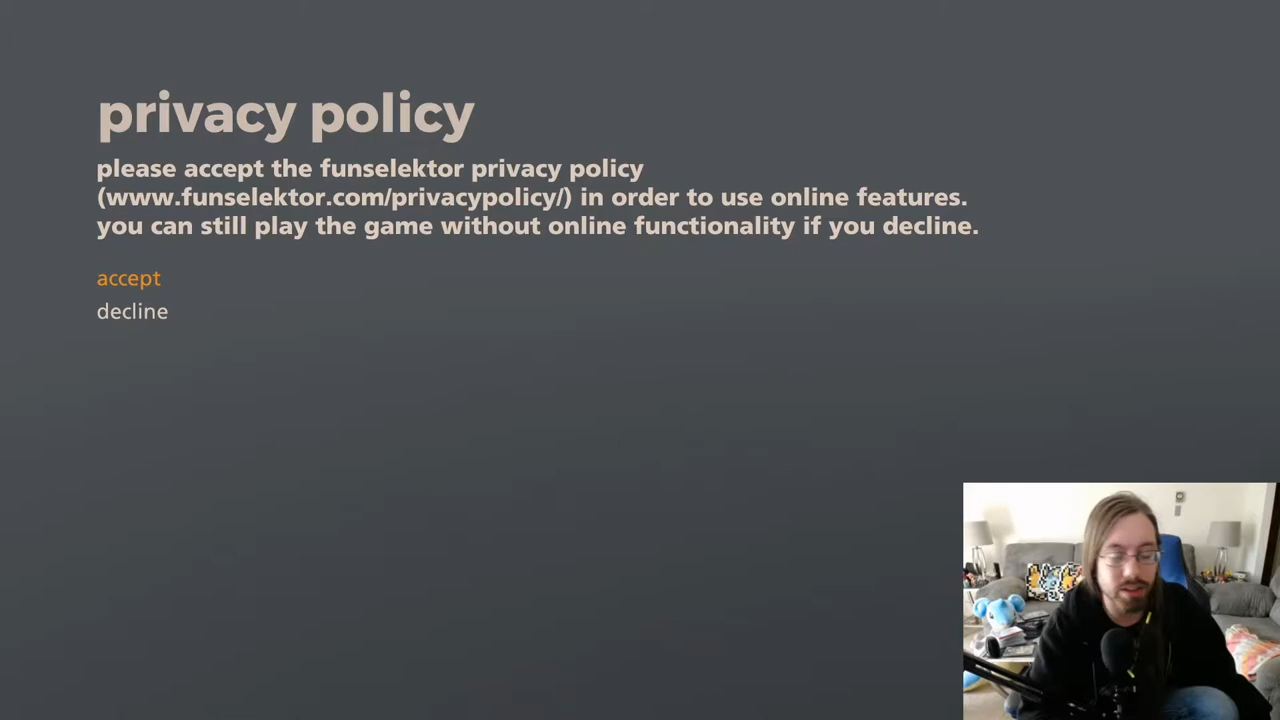 privacy policy
please accept the funselektor privacy policy
(www.funselektor.com/privacypolicy/) in order to use online features.
you can still play the game without online functionality if you decline.
accept
decline